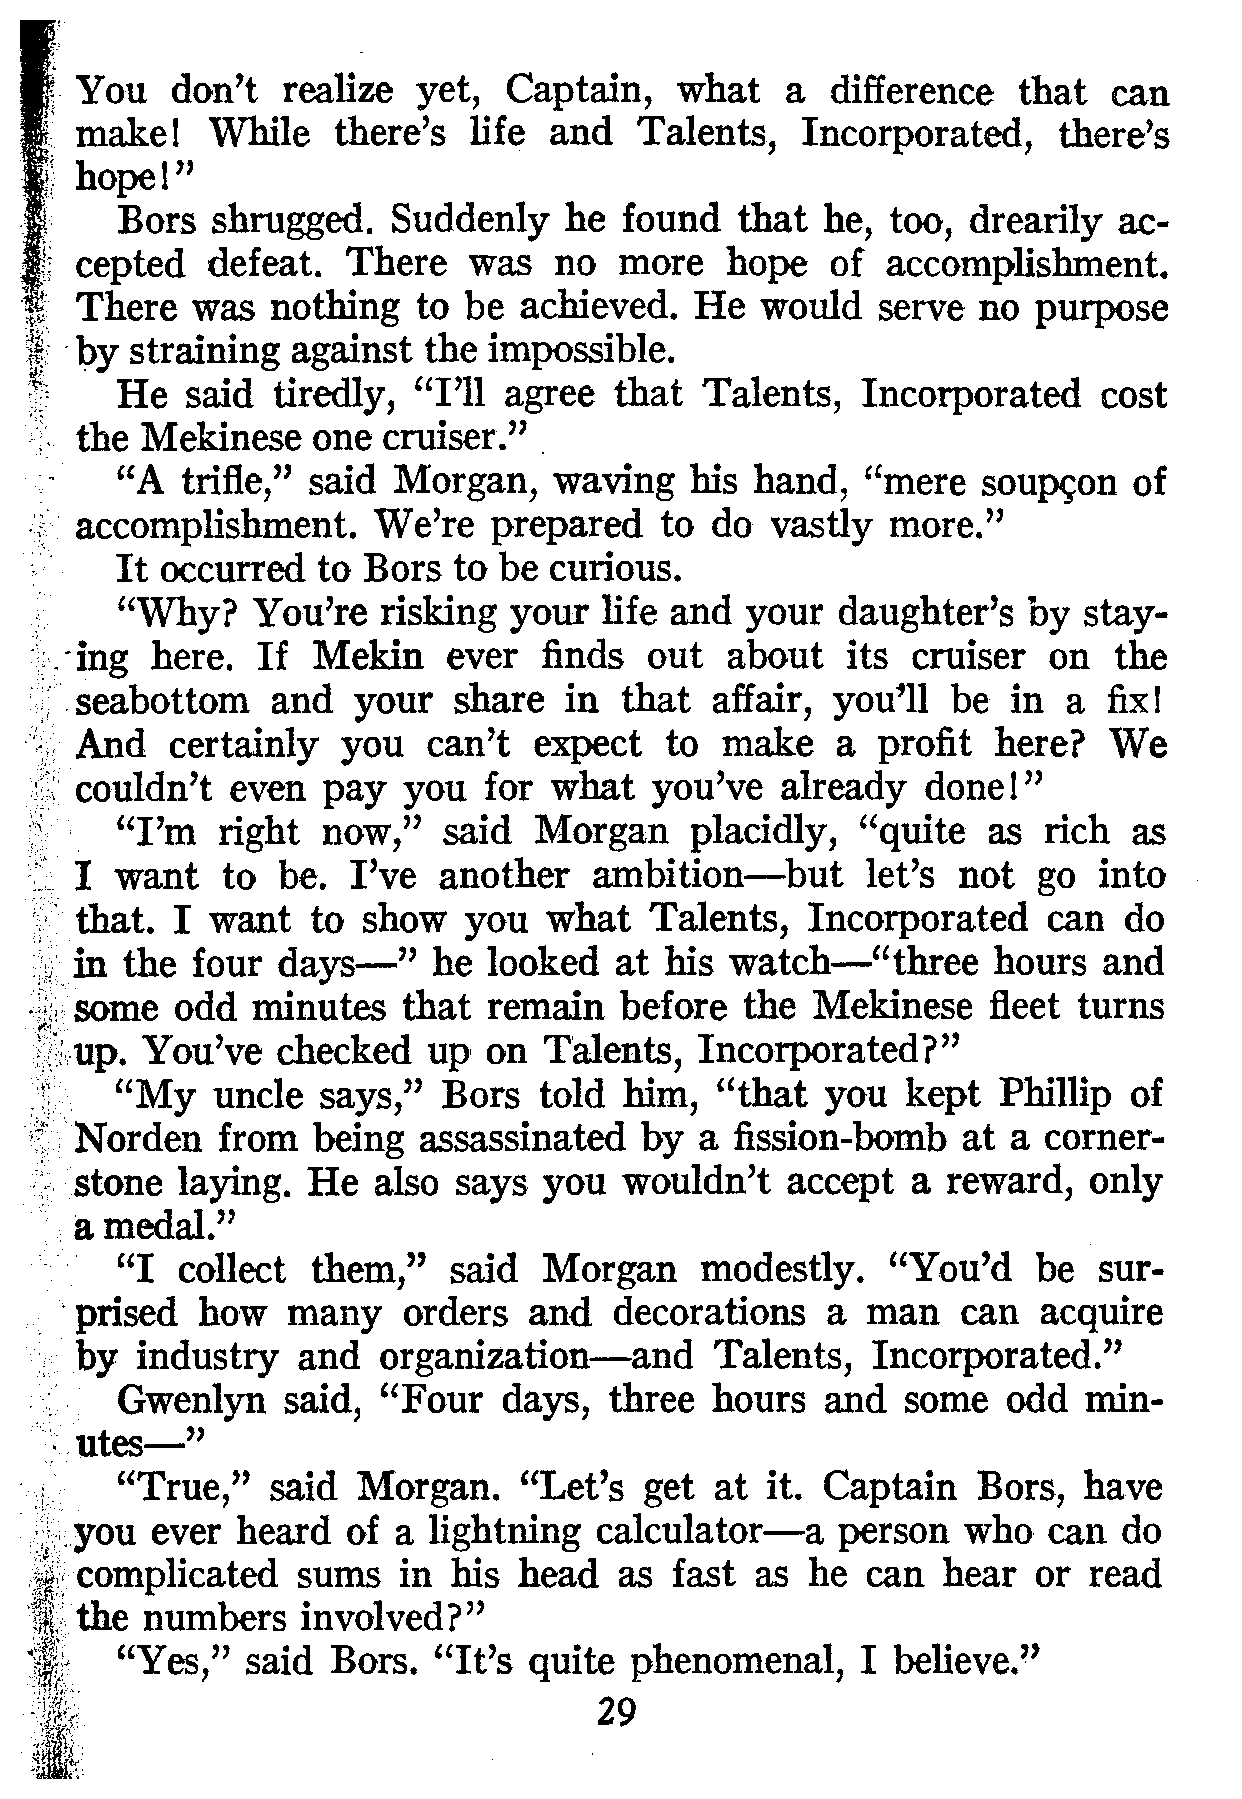 You don't realize yet, Captain, what a difference that can
make! While there's life and Talents, Incorporated, there's
hope!"
Bors shrugged. Suddenly he found that he, too, drearily ac-
cepted defeat. There was no more hope of accomplishment.
There was nothing to be achieved. He would serve no purpose
by straining against the impossible.
He said tiredly, "I'll agree that Talents, Incorporated cost
the Mekinese one cruiser."
"A trifle," said Morgan, waving his hand, "mere soupçon of
accomplishment. We're prepared to do vastly more."
It occurred to Bors to be curious.
"Why? You're risking your life and your daughter's by stay-
ing here. If Mekin ever finds out about its cruiser on the
seabottom and your share in that affair, you'll be in a fix!
And certainly you can't expect to make a profit here? We
couldn't even pay you for what you've already done!"
"I'm right now," said Morgan placidly, "quite as rich as
I want to be. I've another ambition—but let's not go into
that. I want to show you what Talents, Incorporated can do
in the four days—" he looked at his watch—"three hours and
some odd minutes that remain before the Mekinese fleet turns
up. You've checked up on Talents, Incorporated?"
"My uncle says," Bors told him, "that you kept Phillip of
Norden from being assassinated by a fission-bomb at a corner-
stone laying. He also says you wouldn't accept a reward, only
a medal."
"I collect them," said Morgan modestly. "You'd be sur-
prised how many orders and decorations a man can acquire
by industry and organization—and Talents, Incorporated."
Gwenlyn said, "Four days, three hours and some odd min-
utes—"
"True," said Morgan. "Let's get at it. Captain Bors, have
you ever heard of a lightning calculator—a person who can do
complicated sums in his head as fast as he can hear or read
the numbers involved?"
"Yes," said Bors. "It's quite phenomenal, I believe."
29